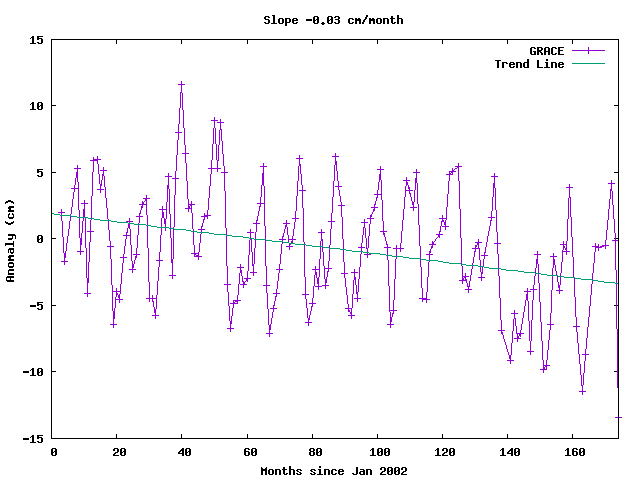 Slope -0.03 cm/month
GRACE
Trend Line
15
10
5
0
-5
-10
-15
Anomaly (cm)
0 20 40 60 80 100 120 140 160
Months since Jan 2002